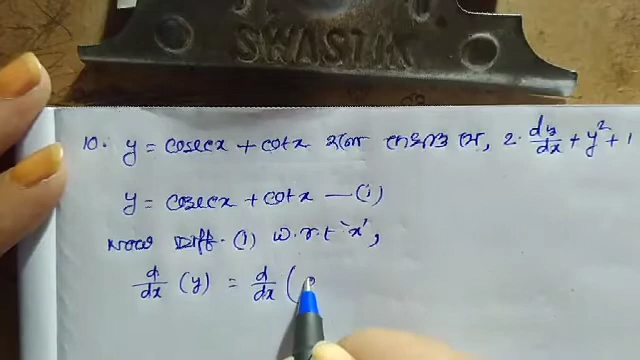 SWASTIK
10. y = cosecx + cotx হলে দেখাও যে, 2. dy/dx + y² + 1
y = cosecx + cotx — (i)
Now Diff. (i) w.r.t 'x',
d/dx (y) = d/dx (